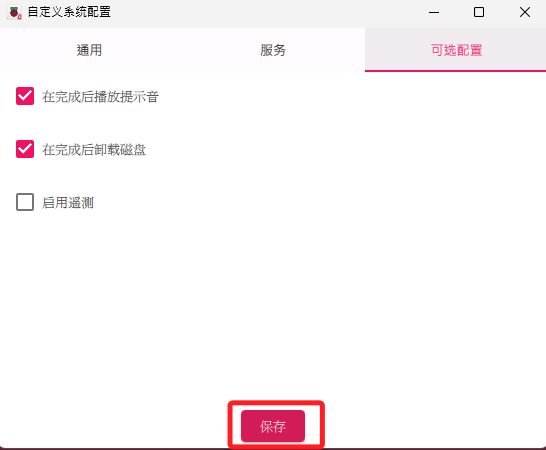 自定义系统配置
通用
服务
可选配置
在完成后播放提示音
在完成后卸载磁盘
启用遥测
保存